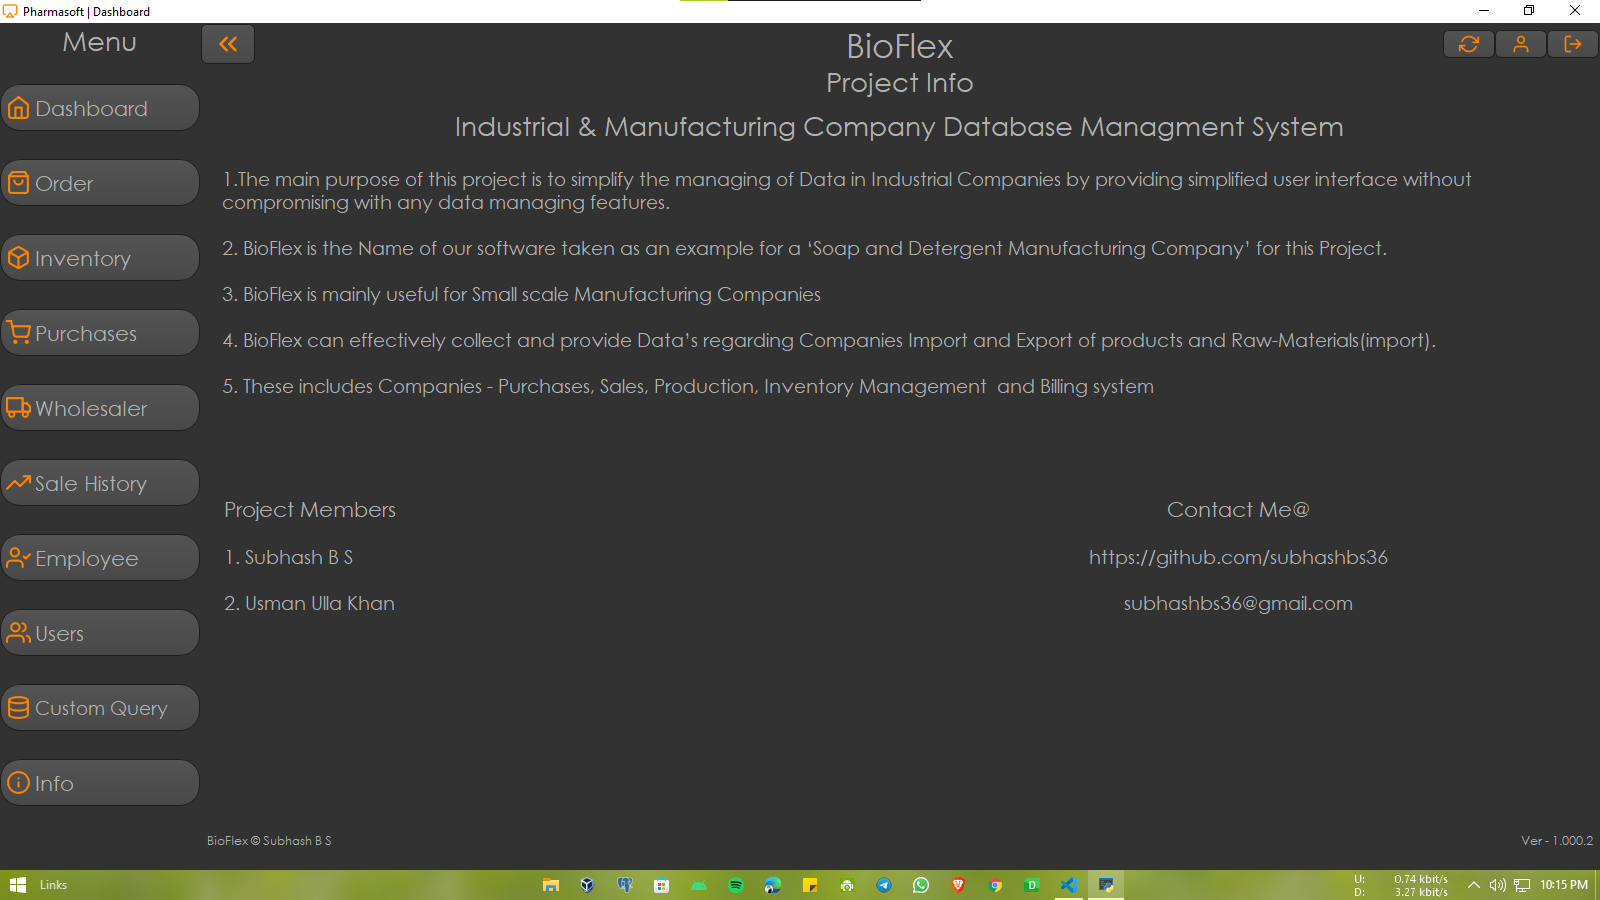 Pharmasoft | Dashboard
Menu
Dashboard
Order
Inventory
Purchases
Wholesaler
Sale History
Employee
Users
Custom Query
Info
BioFlex
Project Info
Industrial & Manufacturing Company Database Managment System
1.The main purpose of this project is to simplify the managing of Data in Industrial Companies by providing simplified user interface without
compromising with any data managing features.
2. BioFlex is the Name of our software taken as an example for a ‘Soap and Detergent Manufacturing Company’ for this Project.
3. BioFlex is mainly useful for Small scale Manufacturing Companies
4. BioFlex can effectively collect and provide Data’s regarding Companies Import and Export of products and Raw-Materials(import).
5. These includes Companies - Purchases, Sales, Production, Inventory Management  and Billing system
Project Members
1. Subhash B S
2. Usman Ulla Khan
Contact Me@
https://github.com/subhashbs36
subhashbs36@gmail.com
BioFlex © Subhash B S
Ver - 1.000.2
Links
D
U: 0.74 kbit/s
D: 3.27 kbit/s
10:15 PM